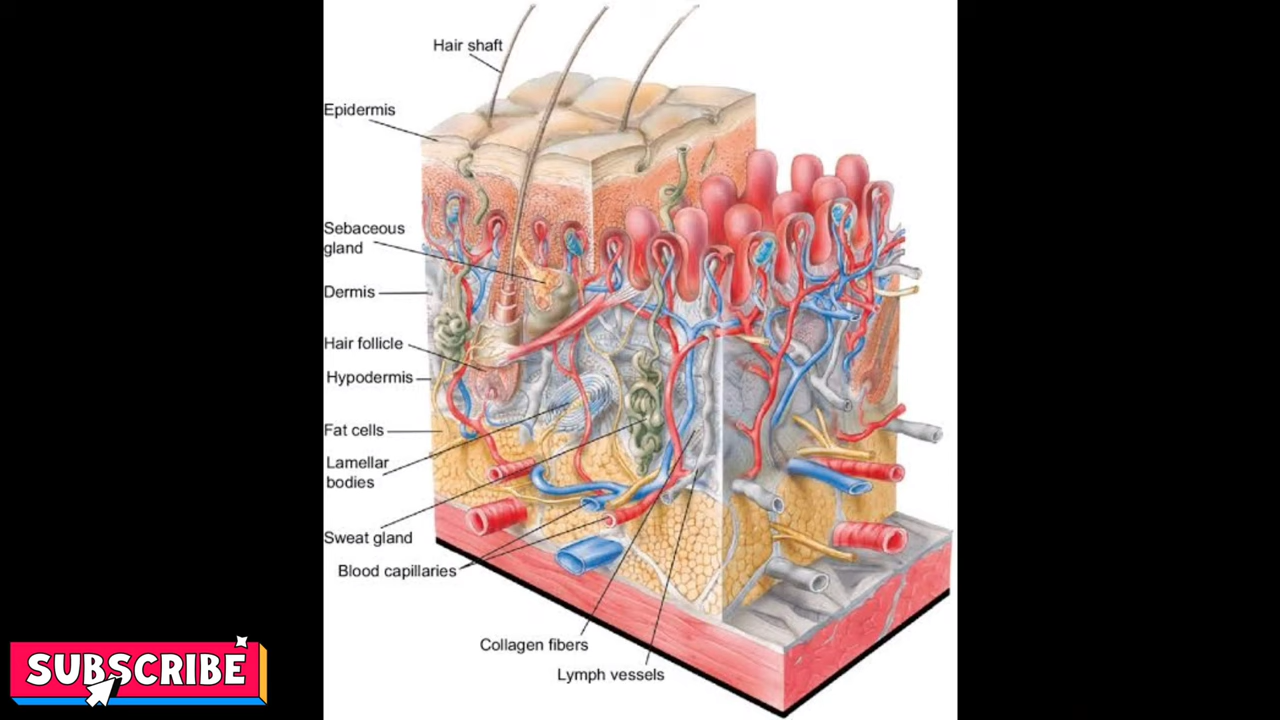 Hair shaft
Epidermis
Sebaceous
gland
Dermis
Hair follicle
Hypodermis
Fat cells
Lamellar
bodies
Sweat gland
Blood capillaries
Collagen fibers
Lymph vessels
SUBSCRIBE